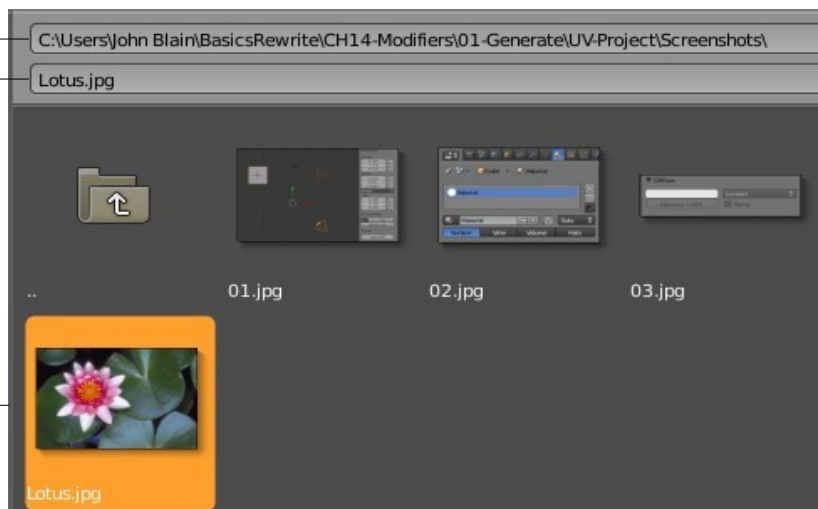 C:\Users\John Blain\BasicsRewrite\CH14-Modifiers\01-Generate\UV-Project\Screenshots\
Lotus.jpg
..
01.jpg
02.jpg
03.jpg
Lotus.jpg